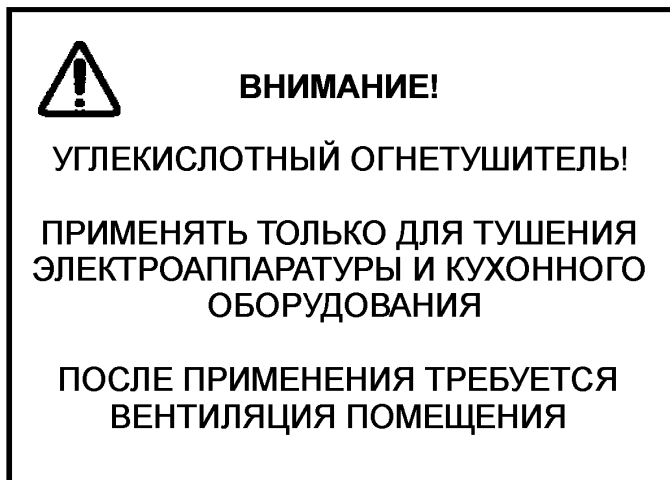 ВНИМАНИЕ!
УГЛЕКИСЛОТНЫЙ ОГНЕТУШИТЕЛЬ!
ПРИМЕНЯТЬ ТОЛЬКО ДЛЯ ТУШЕНИЯ
ЭЛЕКТРОАППАРАТУРЫ И КУХОННОГО
ОБОРУДОВАНИЯ
ПОСЛЕ ПРИМЕНЕНИЯ ТРЕБУЕТСЯ
ВЕНТИЛЯЦИЯ ПОМЕЩЕНИЯ